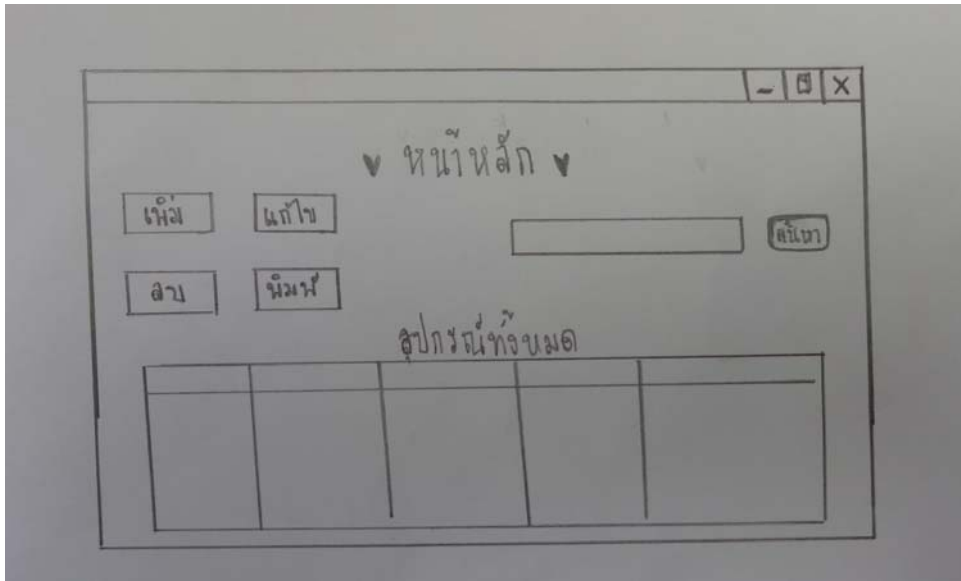 หน้าหลัก
เพิ่ม แก้ไข
ค้นหา
ลบ พิมพ์
อุปกรณ์ทั้งหมด